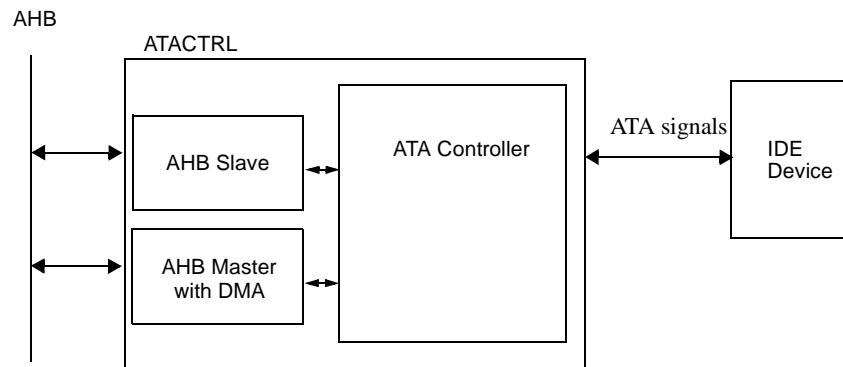 AHB
ATACTRL
AHB Slave
ATA Controller
ATA signals
IDE
Device
AHB Master
with DMA